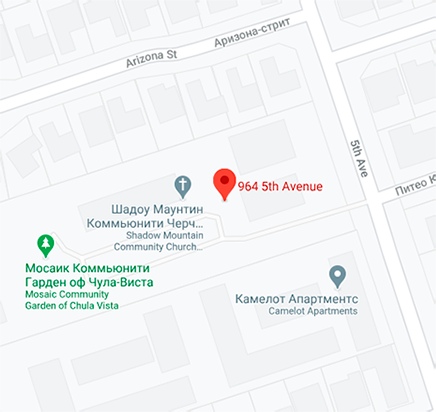 Аризона-стрит
Arizona St
5th Ave
964 5th Avenue
Питео К
Шадоу Маунтин
Коммьюнити Черч...
Shadow Mountain
Community Church...
Мосаик Коммьюнити
Гарден оф Чула-Виста
Mosaic Community
Garden of Chula Vista
Камелот Апартментс
Camelot Apartments